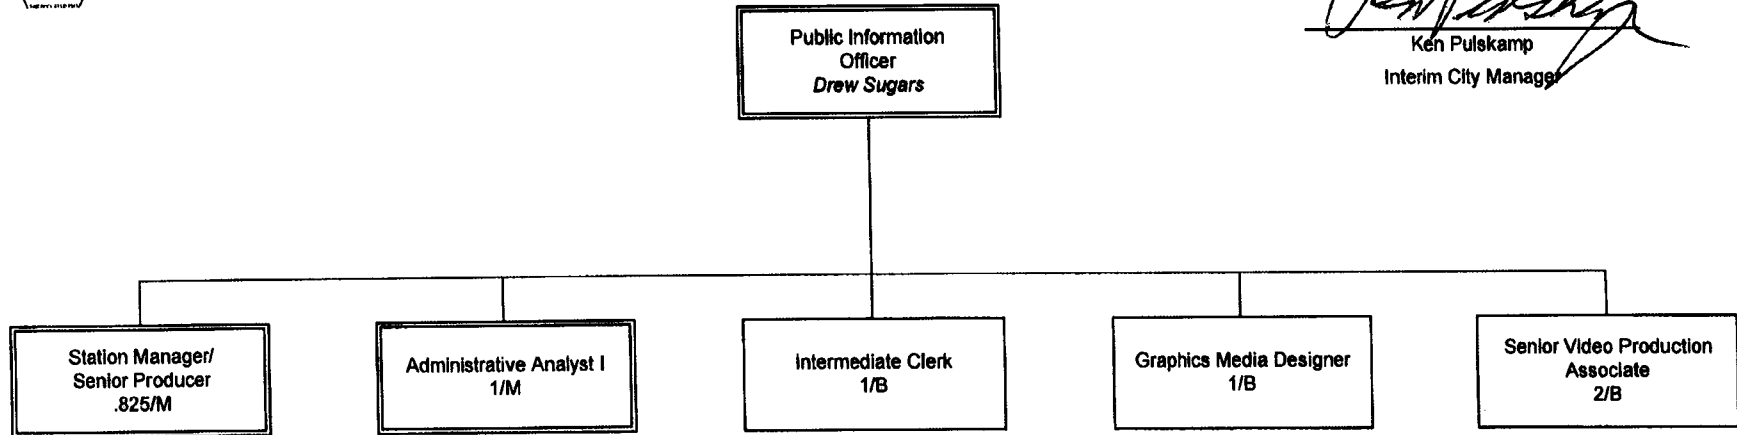 Public Information
Officer
Drew Sugars
Ken Pulskamp
Interim City Manager
Station Manager/
Senior Producer
.825/M
Administrative Analyst I
1/M
Intermediate Clerk
1/B
Graphics Media Designer
1/B
Senior Video Production
Associate
2/B